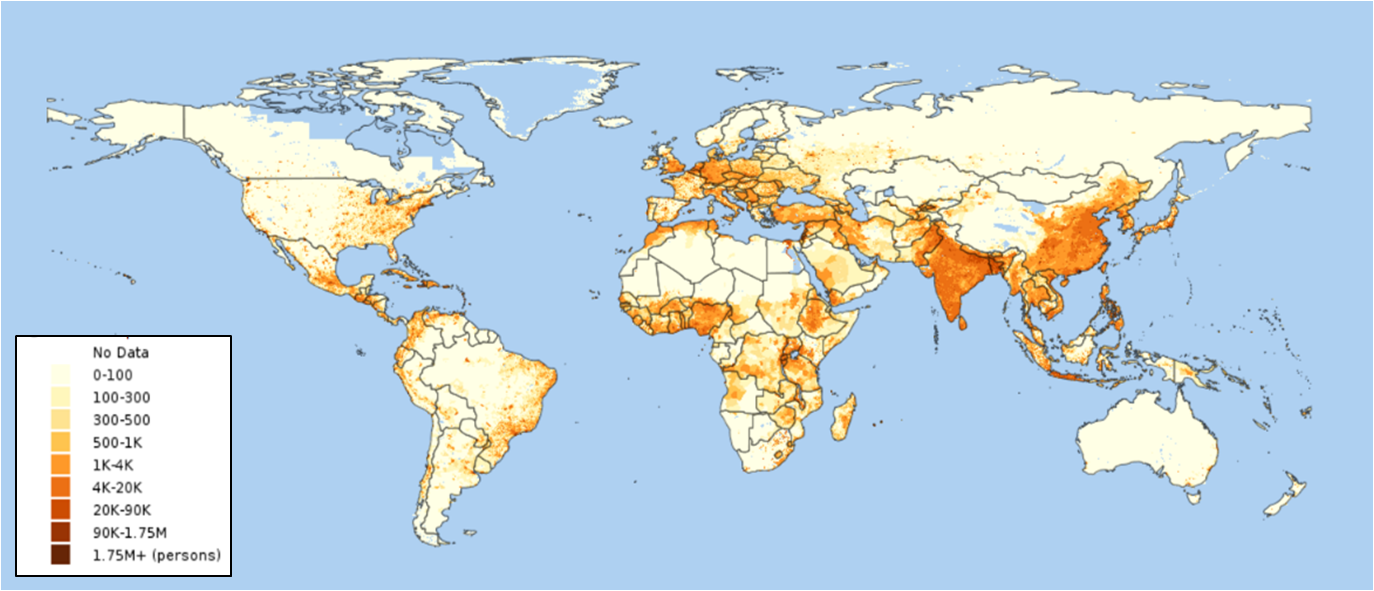 No Data
0-100
100-300
300-500
500-1K
1K-4K
4K-20K
20K-90K
90K-1.75M
1.75M+ (persons)